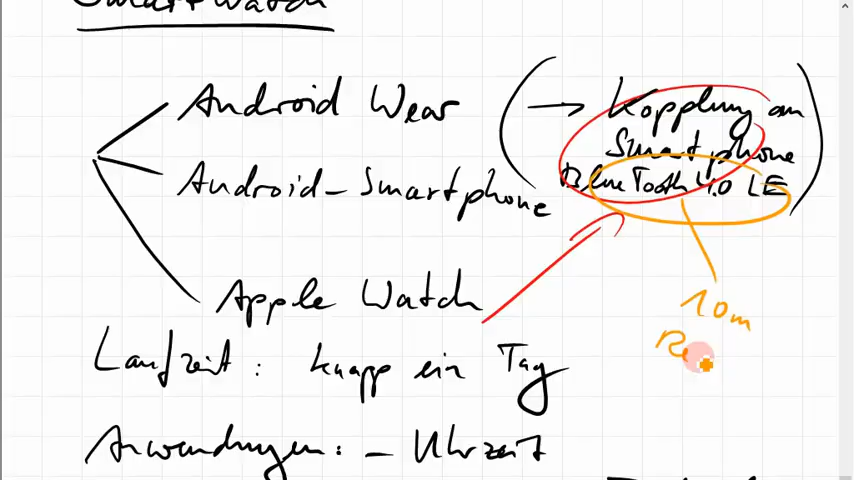 Smartwatch
Android Wear
Android-Smartphone
Apple Watch
( → Kopplung an
Smartphone
BlueTooth 4.0 LE )
10m
Laufzeit: knapp ein Tag
Anwendungen: - Uhrzeit